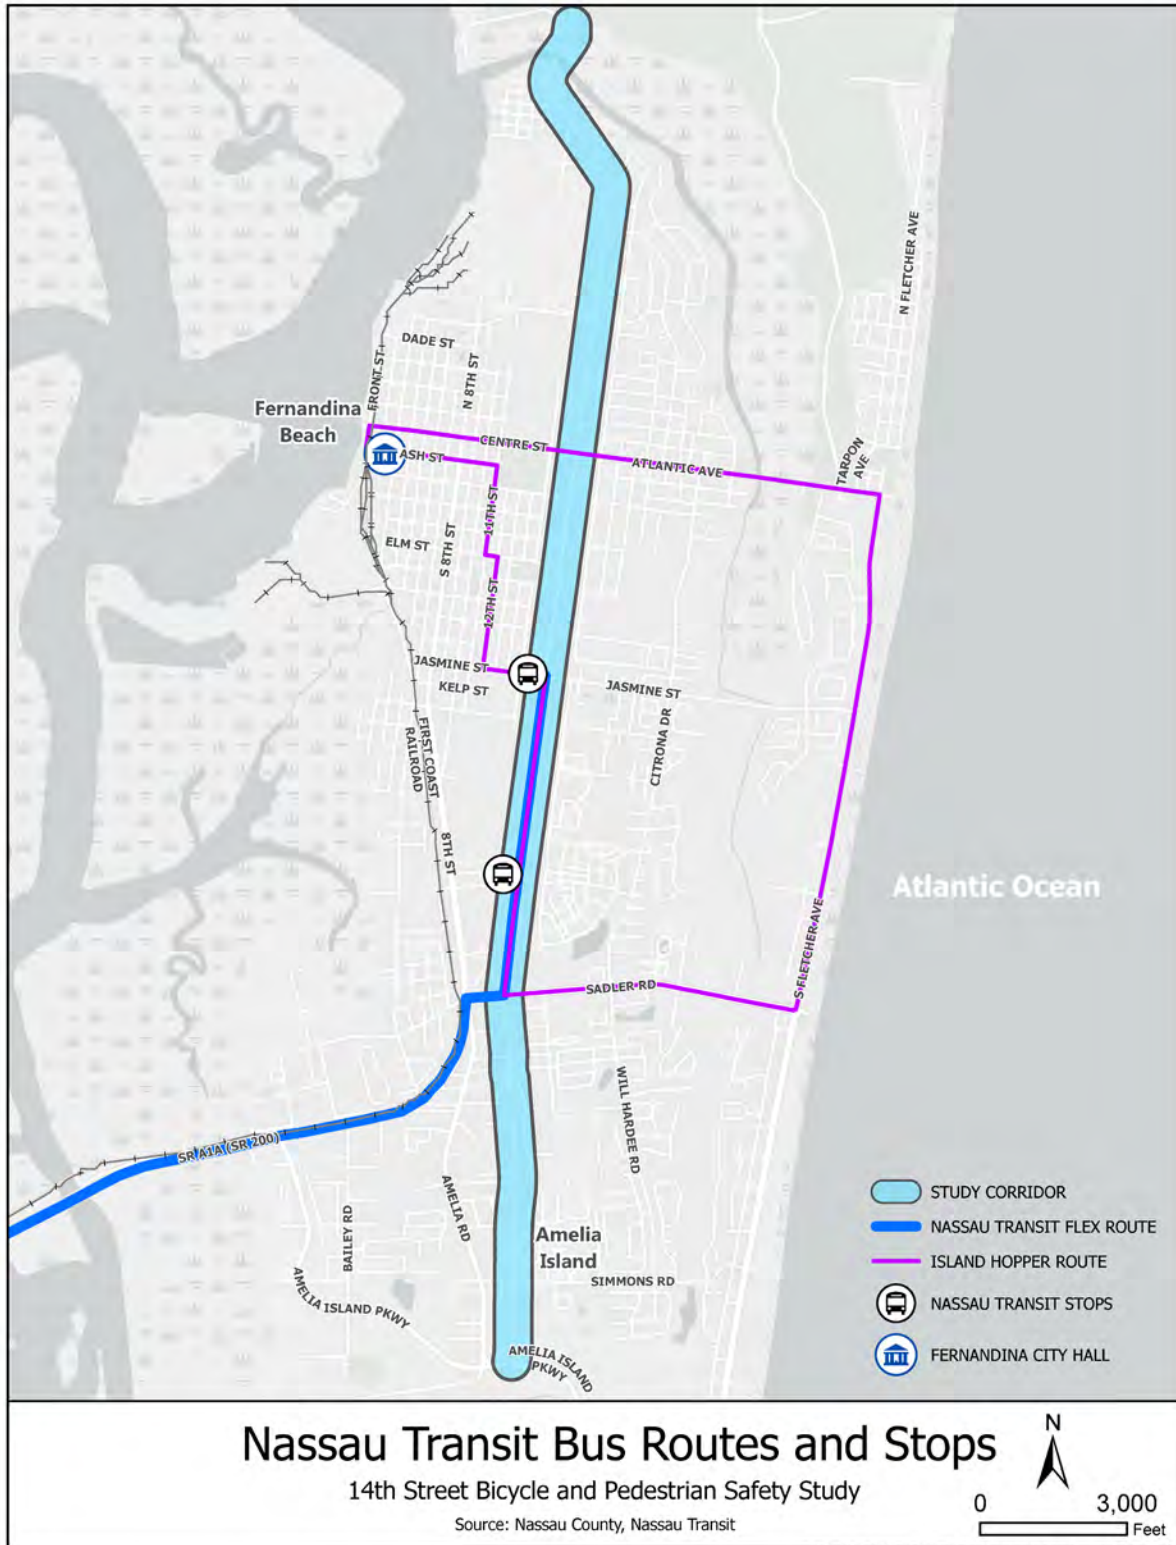 N FLETCHER AVE
DADE ST
FRONT ST
N 8TH ST
Fernandina
Beach
CENTRE ST
ASH ST
ATLANTIC AVE
TARPON
AVE
11TH ST
ELM ST
S 8TH ST
12TH ST
JASMINE ST
KELP ST
JASMINE ST
CITRONA DR
FIRST COAST
RAILROAD
8TH ST
Atlantic Ocean
S FLETCHER AVE
SADLER RD
WILL HARDEE RD
SR A1A (SR 200)
AMELIA RD
BAILEY RD
Amelia
Island
SIMMONS RD
AMELIA ISLAND PKWY
AMELIA ISLAND
PKWY
STUDY CORRIDOR
NASSAU TRANSIT FLEX ROUTE
ISLAND HOPPER ROUTE
NASSAU TRANSIT STOPS
FERNANDINA CITY HALL
Nassau Transit Bus Routes and Stops
14th Street Bicycle and Pedestrian Safety Study
Source: Nassau County, Nassau Transit
N
0 3,000
Feet